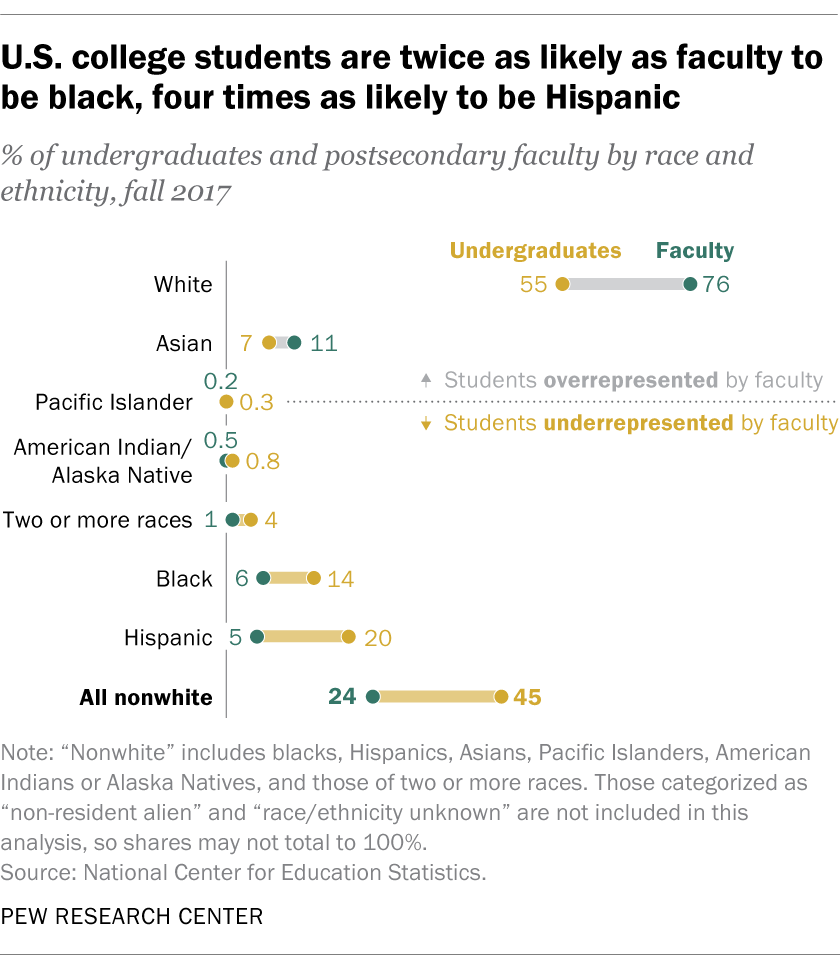 U.S. college students are twice as likely as faculty to
be black, four times as likely to be Hispanic
% of undergraduates and postsecondary faculty by race and
ethnicity, fall 2017
Undergraduates Faculty
White 55 76
Asian 7 11
0.2
Pacific Islander 0.3
Students overrepresented by faculty
Students underrepresented by faculty
American Indian/
Alaska Native
0.5
0.8
Two or more races 1 4
Black 6 14
Hispanic 5 20
All nonwhite 24 45
Note: “Nonwhite” includes blacks, Hispanics, Asians, Pacific Islanders, American
Indians or Alaska Natives, and those of two or more races. Those categorized as
“non-resident alien” and “race/ethnicity unknown” are not included in this
analysis, so shares may not total to 100%.
Source: National Center for Education Statistics.
PEW RESEARCH CENTER